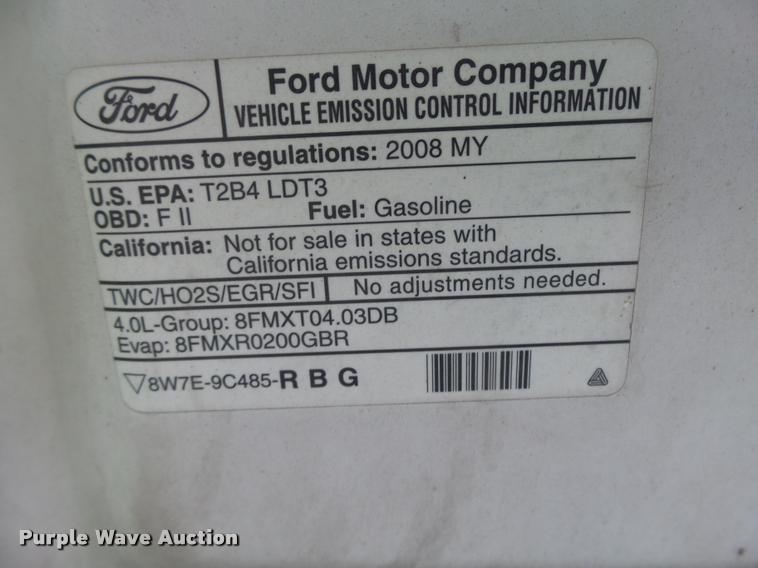 Ford
Ford Motor Company
VEHICLE EMISSION CONTROL INFORMATION
Conforms to regulations: 2008 MY
U.S. EPA: T2B4 LDT3
OBD: F II Fuel: Gasoline
California: Not for sale in states with
California emissions standards.
TWC/HO2S/EGR/SFI No adjustments needed.
4.0L-Group: 8FMXT04.03DB
Evap: 8FMXR0200GBR
8W7E-9C485-R B G
Purple Wave Auction